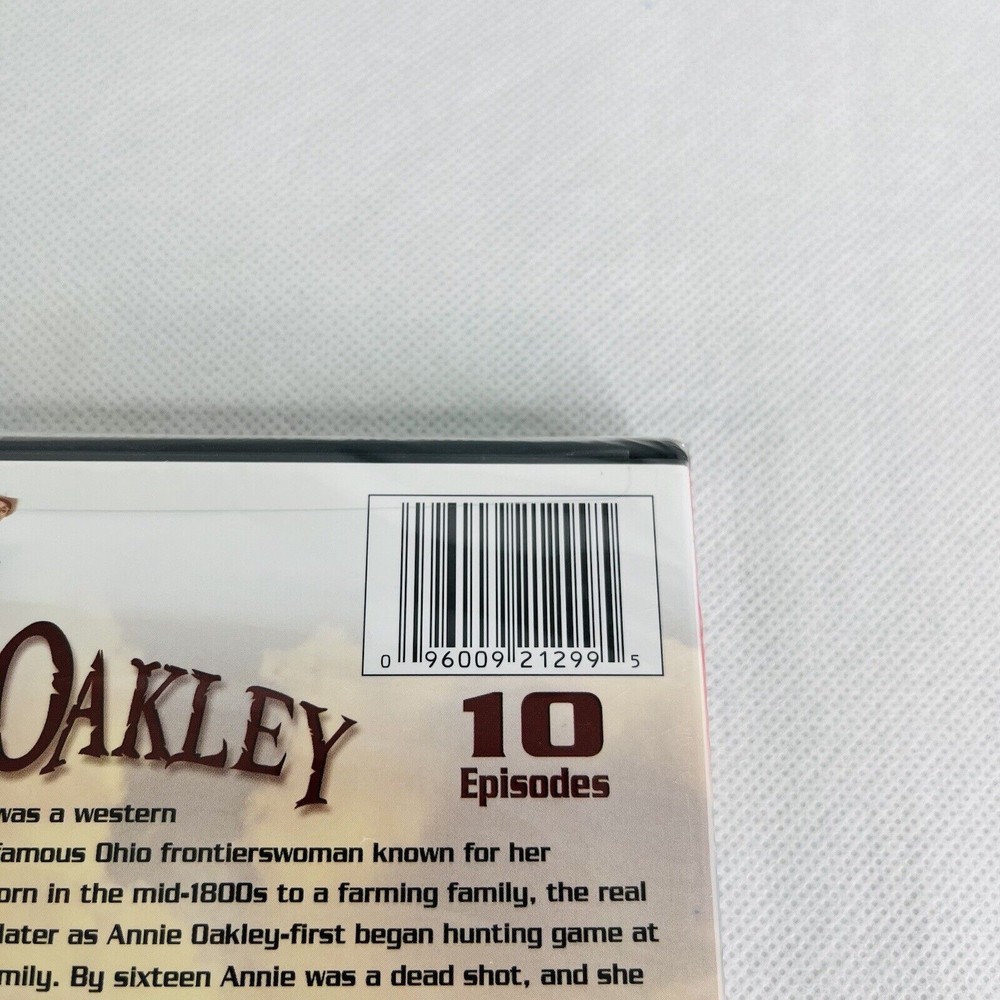 0 96009 21299 5
OAKLEY
10
Episodes
was a western
famous Ohio frontierswoman known for her
orn in the mid-1800s to a farming family, the real
later as Annie Oakley-first began hunting game at
mily. By sixteen Annie was a dead shot, and she